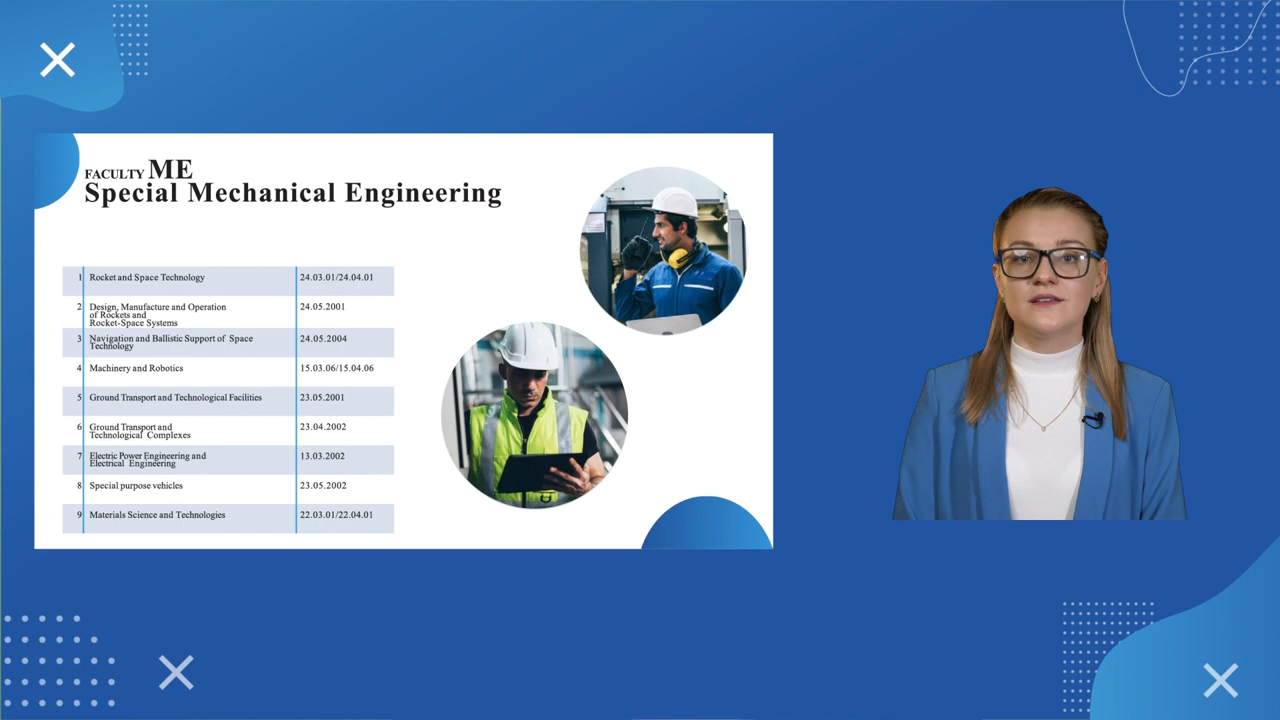 FACULTY ME
Special Mechanical Engineering
1 Rocket and Space Technology 24.03.01/24.04.01
2 Design, Manufacture and Operation 24.05.2001
of Rockets and
Rocket-Space Systems
3 Navigation and Ballistic Support of Space 24.05.2004
Technology
4 Machinery and Robotics 15.03.06/15.04.06
5 Ground Transport and Technological Facilities 23.05.2001
6 Ground Transport and 23.04.2002
Technological Complexes
7 Electric Power Engineering and 13.03.2002
Electrical Engineering
8 Special purpose vehicles 23.05.2002
9 Materials Science and Technologies 22.03.01/22.04.01